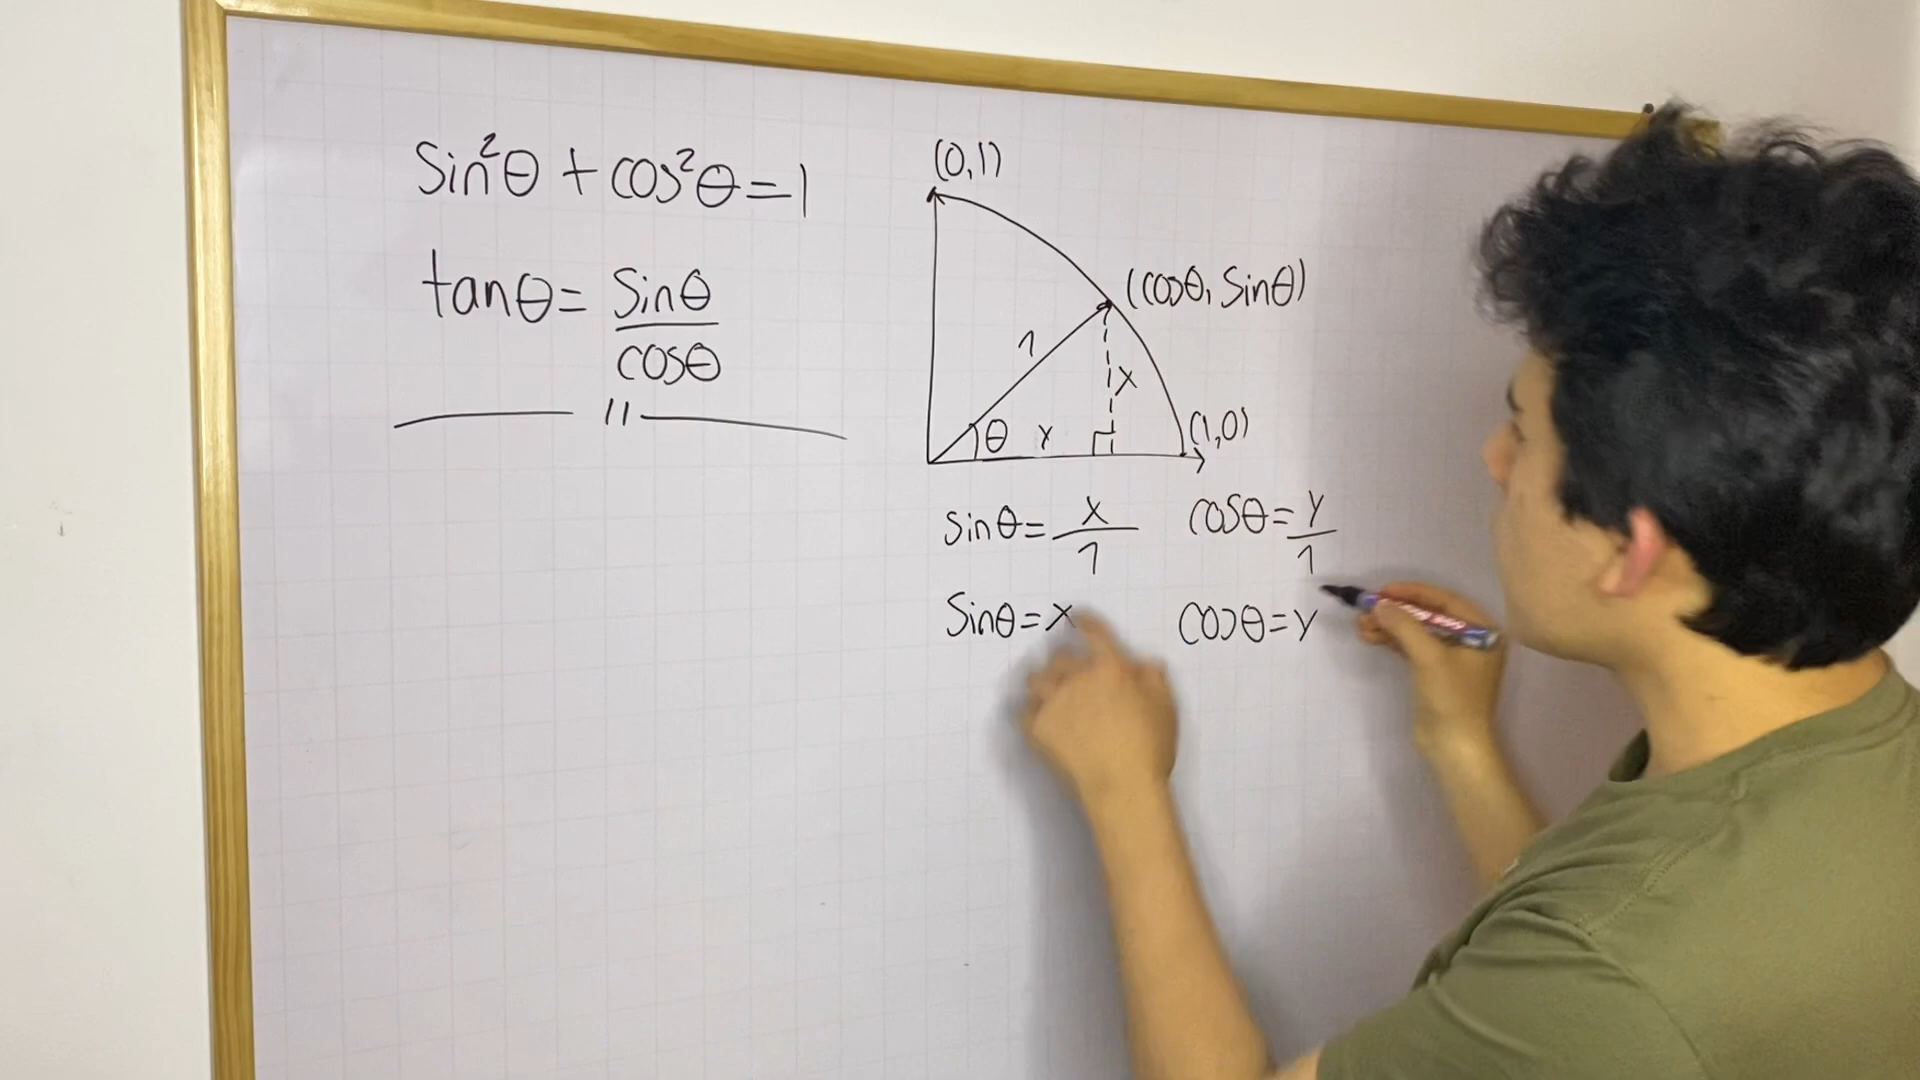 sin²θ + cos²θ = 1
tanθ = sinθ / cosθ
(0,1)
(cosθ, sinθ)
1
x
θ
y
(1,0)
sinθ = x / 1
cosθ = y / 1
sinθ = x
cosθ = y